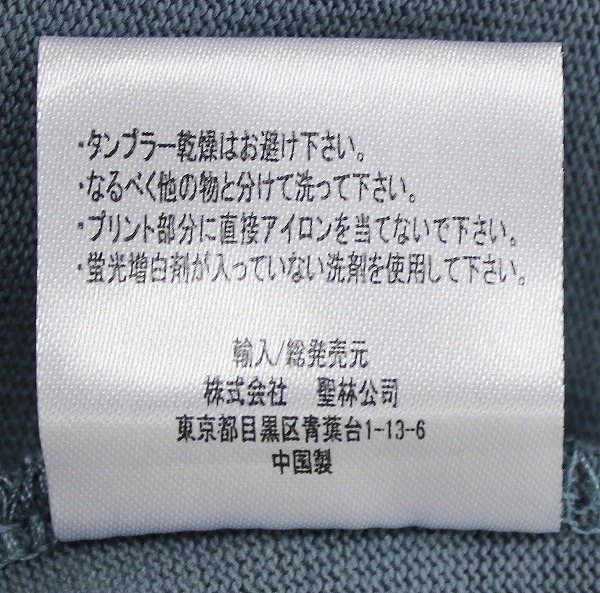 ・タンブラー乾燥はお避け下さい。
・なるべく他の物と分けて洗って下さい。
・プリント部分に直接アイロンを当てないで下さい。
・蛍光増白剤が入っていない洗剤を使用して下さい。
輸入/総発売元
株式会社 聖林公司
東京都目黒区青葉台1-13-6
中国製